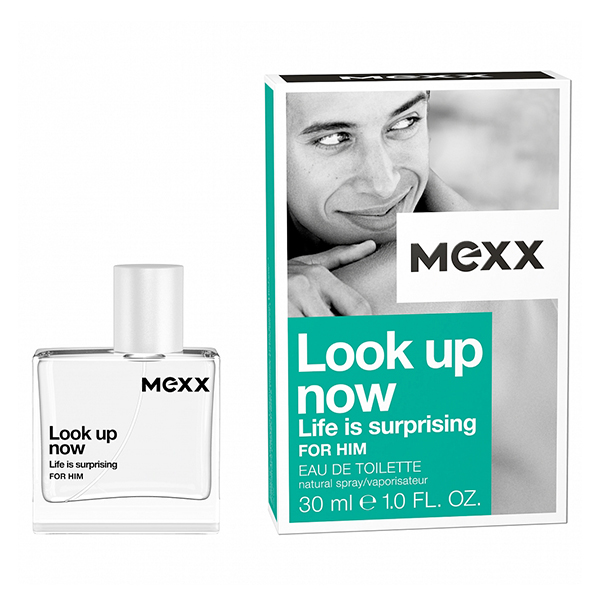 MEXX
Look up
now
Life is surprising
FOR HIM
MEXX
MEXX
Look up
now
Life is surprising
FOR HIM
EAU DE TOILETTE
natural spray/vaporisateur
30 ml ℮ 1.0 FL. OZ.